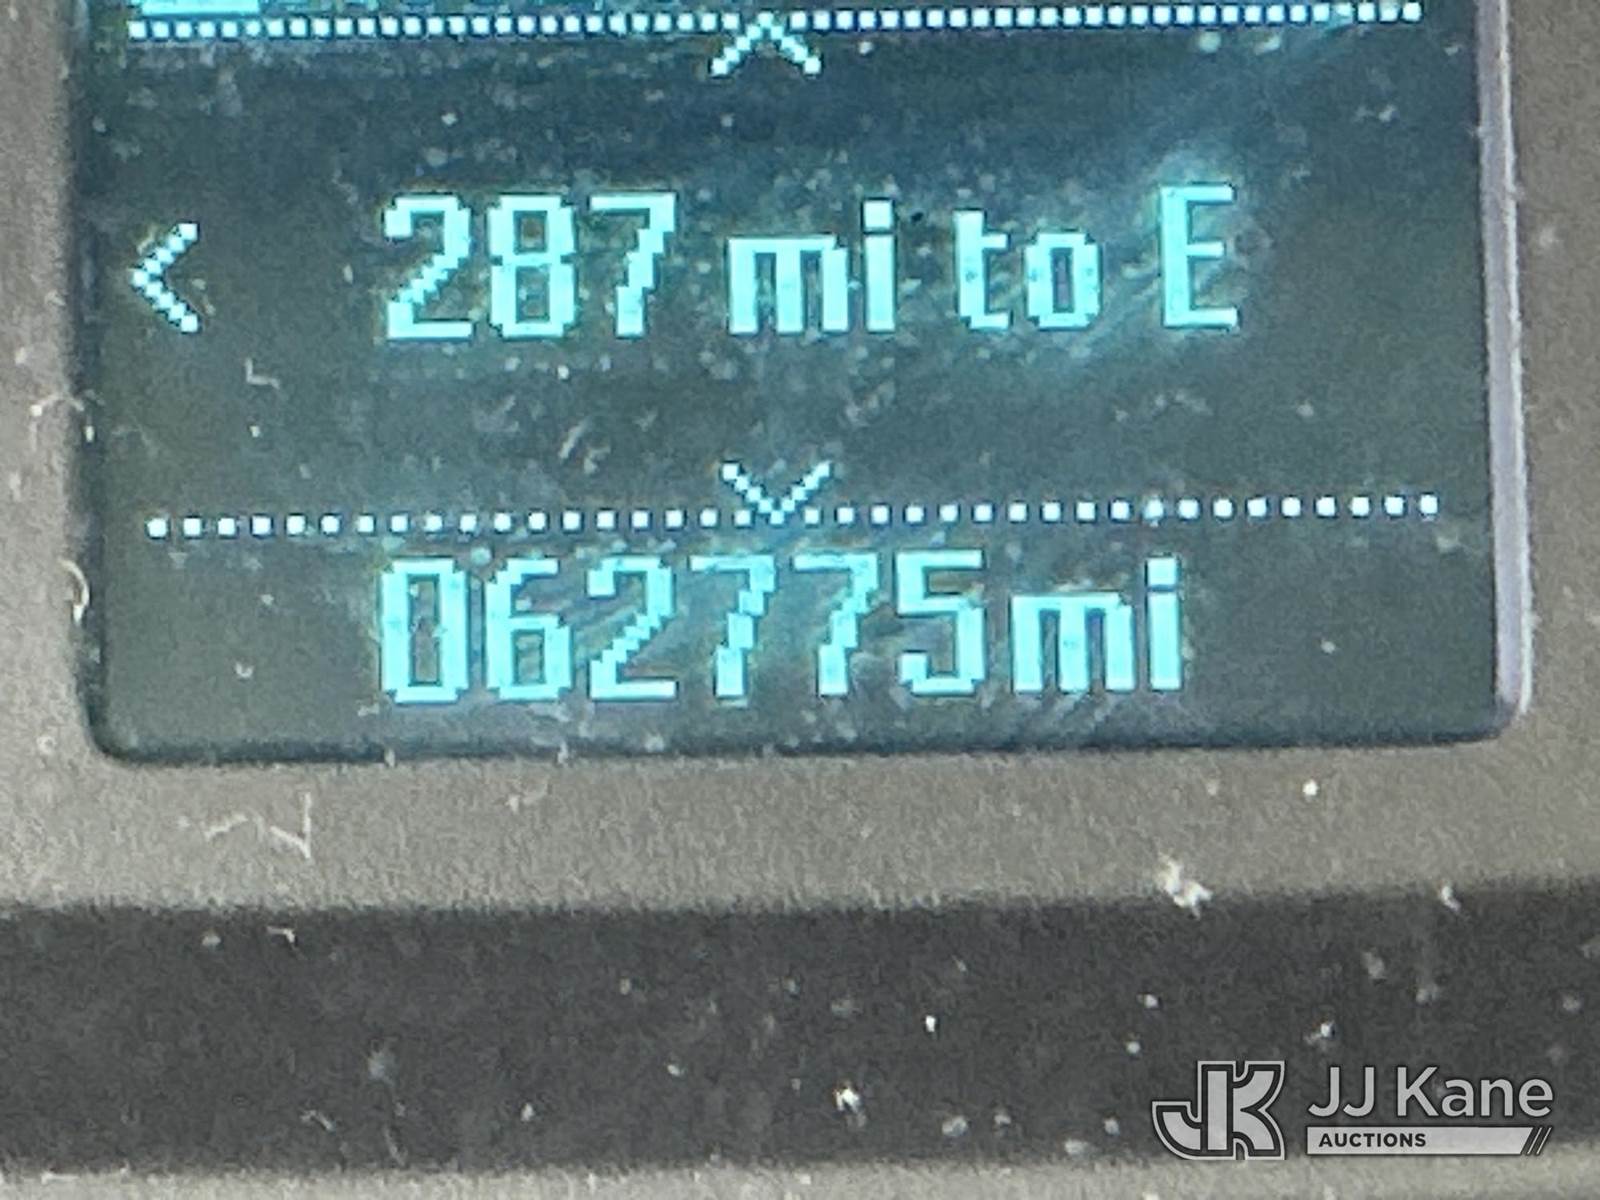 287 mi to E
062775mi
JJ Kane
AUCTIONS